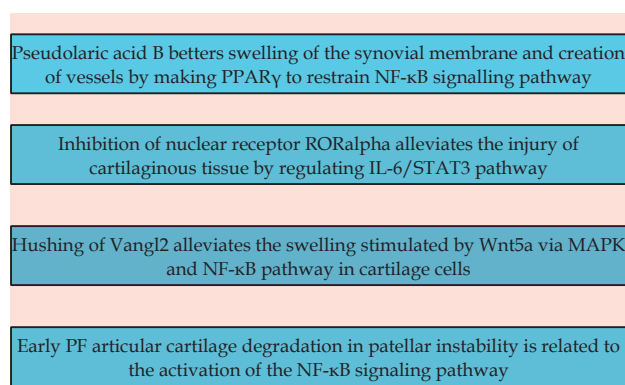 Pseudolaric acid B betters swelling of the synovial membrane and creation
of vessels by making PPARγ to restrain NF-κB signalling pathway
Inhibition of nuclear receptor RORalpha alleviates the injury of
cartilaginous tissue by regulating IL-6/STAT3 pathway
Hushing of Vangl2 alleviates the swelling stimulated by Wnt5a via MAPK
and NF-κB pathway in cartilage cells
Early PF articular cartilage degradation in patellar instability is related to
the activation of the NF-κB signaling pathway